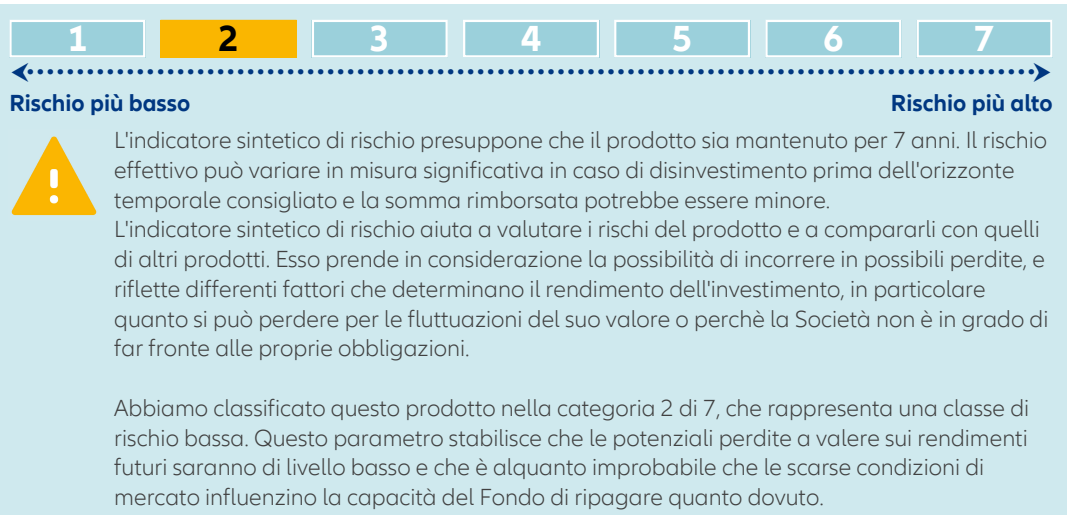 1 2 3 4 5 6 7
Rischio più basso Rischio più alto
L'indicatore sintetico di rischio presuppone che il prodotto sia mantenuto per 7 anni. Il rischio
effettivo può variare in misura significativa in caso di disinvestimento prima dell'orizzonte
temporale consigliato e la somma rimborsata potrebbe essere minore.
L'indicatore sintetico di rischio aiuta a valutare i rischi del prodotto e a compararli con quelli
di altri prodotti. Esso prende in considerazione la possibilità di incorrere in possibili perdite, e
riflette differenti fattori che determinano il rendimento dell'investimento, in particolare
quanto si può perdere per le fluttuazioni del suo valore o perchè la Società non è in grado di
far fronte alle proprie obbligazioni.
Abbiamo classificato questo prodotto nella categoria 2 di 7, che rappresenta una classe di
rischio bassa. Questo parametro stabilisce che le potenziali perdite a valere sui rendimenti
futuri saranno di livello basso e che è alquanto improbabile che le scarse condizioni di
mercato influenzino la capacità del Fondo di ripagare quanto dovuto.